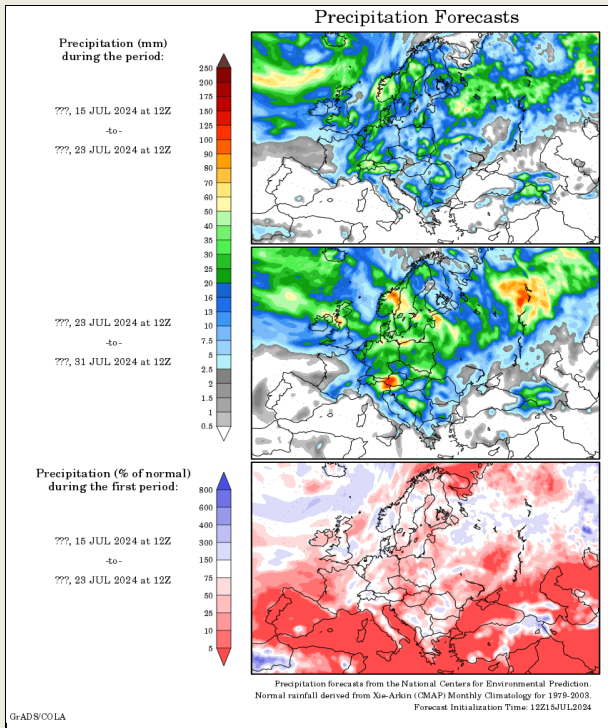 Precipitation Forecasts
Precipitation (mm)
during the period:
???, 15 JUL 2024 at 12Z
-to-
???, 23 JUL 2024 at 12Z
250
200
175
150
125
100
90
80
70
60
50
40
35
30
25
20
16
13
10
7.5
5
2.5
2
1.5
1
0.5
???, 23 JUL 2024 at 12Z
-to-
???, 31 JUL 2024 at 12Z
Precipitation (% of normal)
during the first period:
???, 15 JUL 2024 at 12Z
-to-
???, 23 JUL 2024 at 12Z
800
600
400
300
150
75
50
25
10
5
Precipitation forecasts from the National Centers for Environmental Prediction.
Normal rainfall derived from Xie-Arkin (CMAP) Monthly Climatology for 1979-2003.
Forecast Initialization Time: 12Z15JUL2024
GrADS/COLA